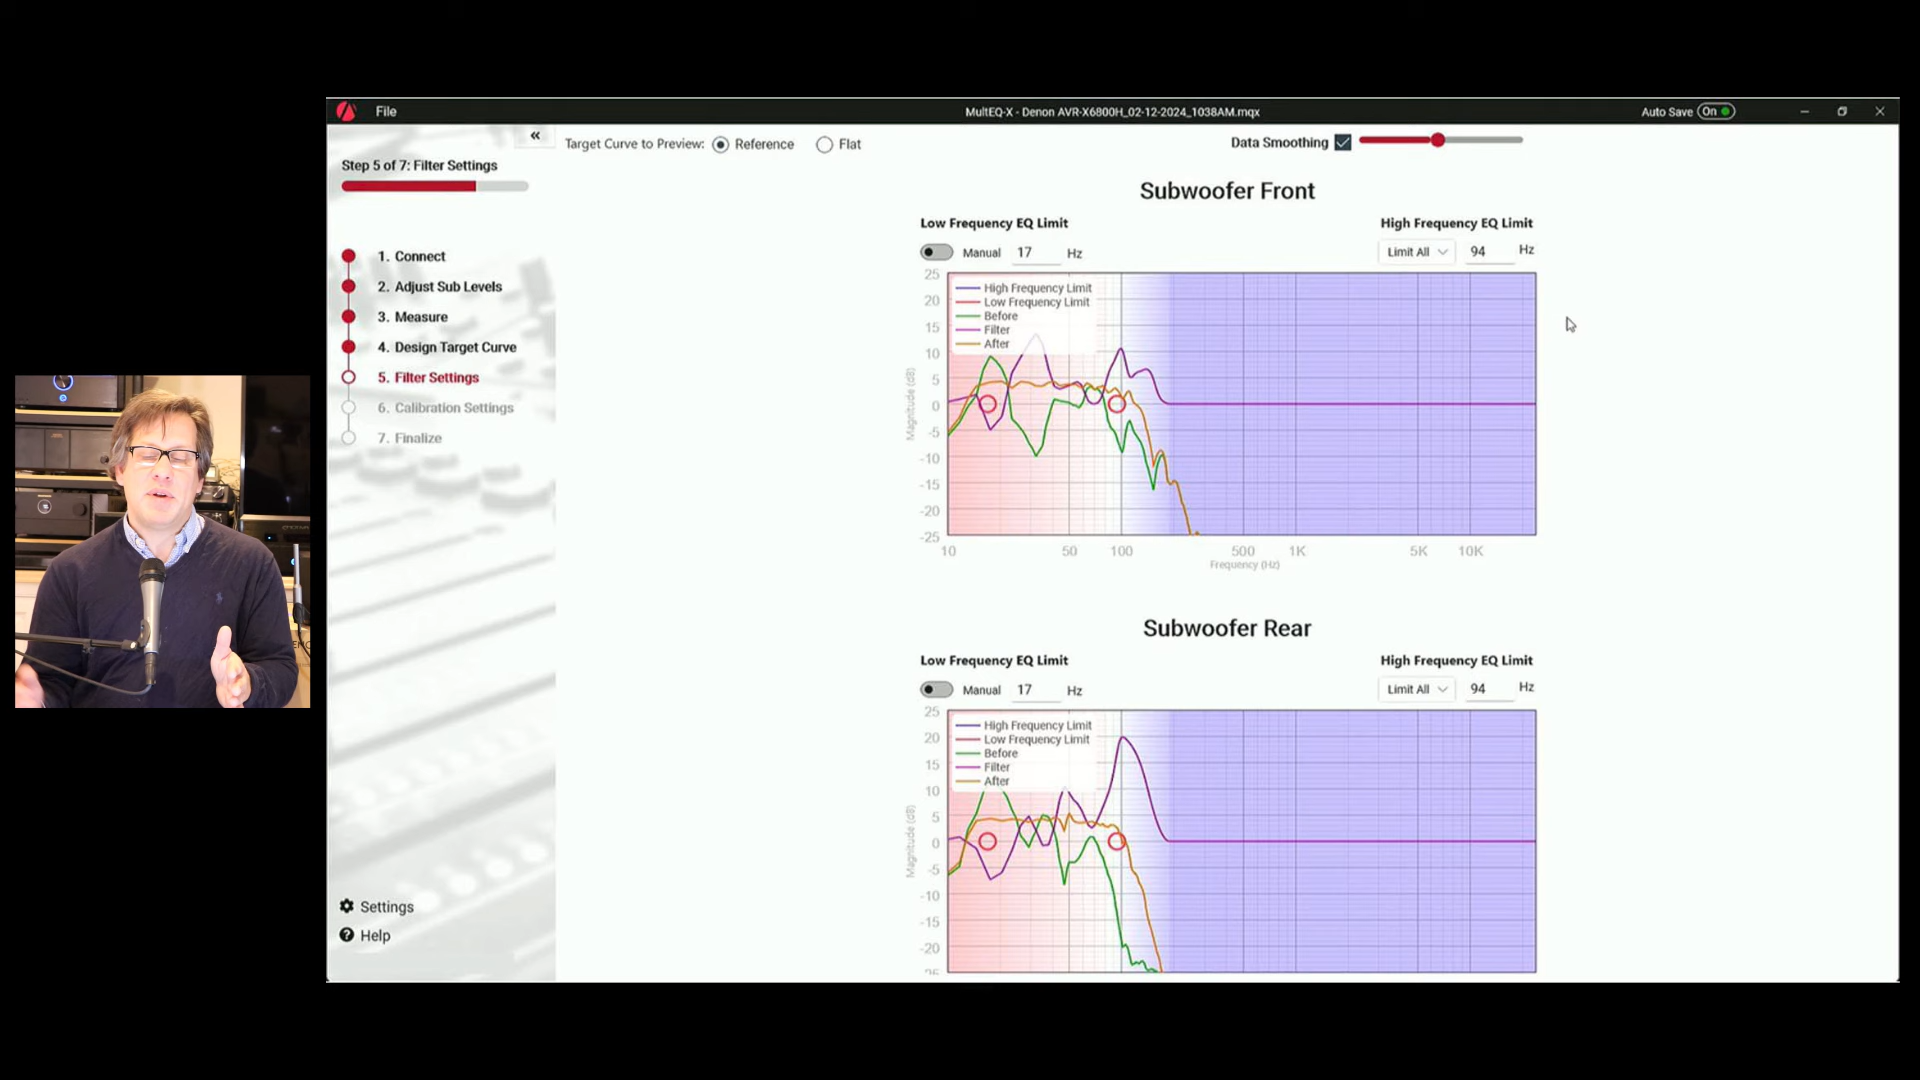 File
MultEQ-X - Denon AVR-X6800H_02-12-2024_1038AM.mqx
Auto Save On
«
Target Curve to Preview: Reference Flat
Data Smoothing
Step 5 of 7: Filter Settings
1. Connect
2. Adjust Sub Levels
3. Measure
4. Design Target Curve
5. Filter Settings
6. Calibration Settings
7. Finalize
Settings
Help
Subwoofer Front
Low Frequency EQ Limit
High Frequency EQ Limit
Manual 17 Hz
Limit All 94 Hz
High Frequency Limit
Low Frequency Limit
Before
Filter
After
25
20
15
10
5
0
-5
-10
-15
-20
-25
Magnitude (dB)
10 50 100 500 1K 5K 10K
Frequency (Hz)
Subwoofer Rear
Low Frequency EQ Limit
High Frequency EQ Limit
Manual 17 Hz
Limit All 94 Hz
High Frequency Limit
Low Frequency Limit
Before
Filter
After
25
20
15
10
5
0
-5
-10
-15
-20
Magnitude (dB)